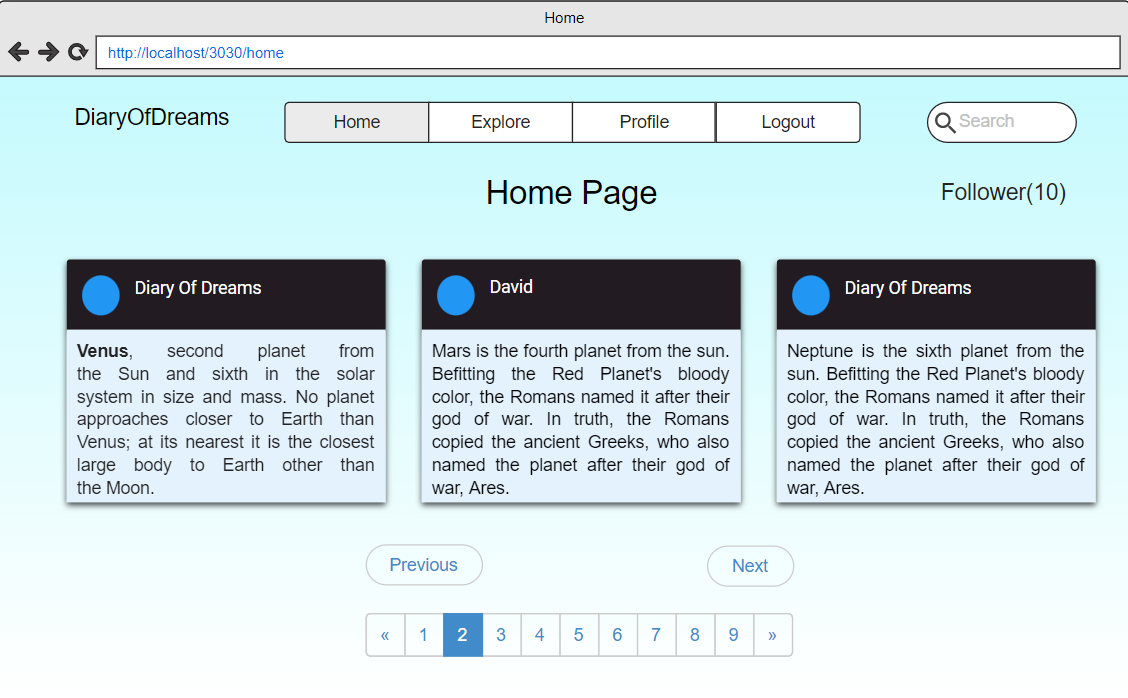 Home
http://localhost/3030/home
DiaryOfDreams
Home
Explore
Profile
Logout
Search
Home Page
Follower(10)
Diary Of Dreams
Venus, second planet from
the Sun and sixth in the solar
system in size and mass. No planet
approaches closer to Earth than
Venus; at its nearest it is the closest
large body to Earth other than
the Moon.
David
Mars is the fourth planet from the sun.
Befitting the Red Planet's bloody
color, the Romans named it after their
god of war. In truth, the Romans
copied the ancient Greeks, who also
named the planet after their god of
war, Ares.
Diary Of Dreams
Neptune is the sixth planet from the
sun. Befitting the Red Planet's bloody
color, the Romans named it after their
god of war. In truth, the Romans
copied the ancient Greeks, who also
named the planet after their god of
war, Ares.
Previous
Next
« 1 2 3 4 5 6 7 8 9 »